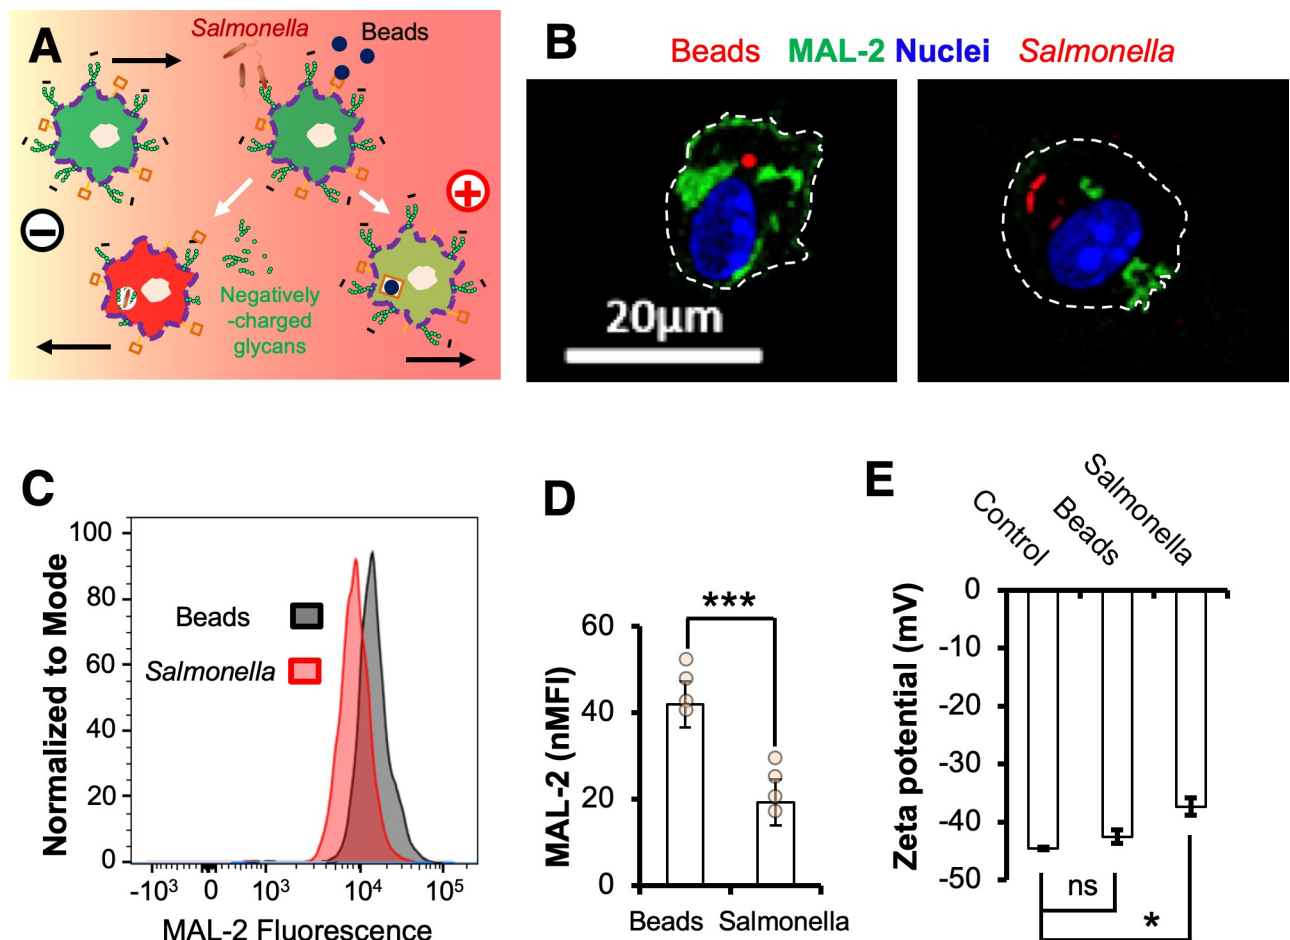 A
Salmonella
Beads
+
−
Negatively
-charged
glycans
B
Beads MAL-2 Nuclei Salmonella
20µm
C
Normalized to Mode
100
80
60
40
20
0
Beads
Salmonella
-10³ 0 10³ 10⁴ 10⁵
MAL-2 Fluorescence
D
MAL-2 (nMFI)
60
40
20
0
***
Beads Salmonella
E
Control
Beads
Salmonella
Zeta potential (mV)
0
-10
-20
-30
-40
-50
ns
*